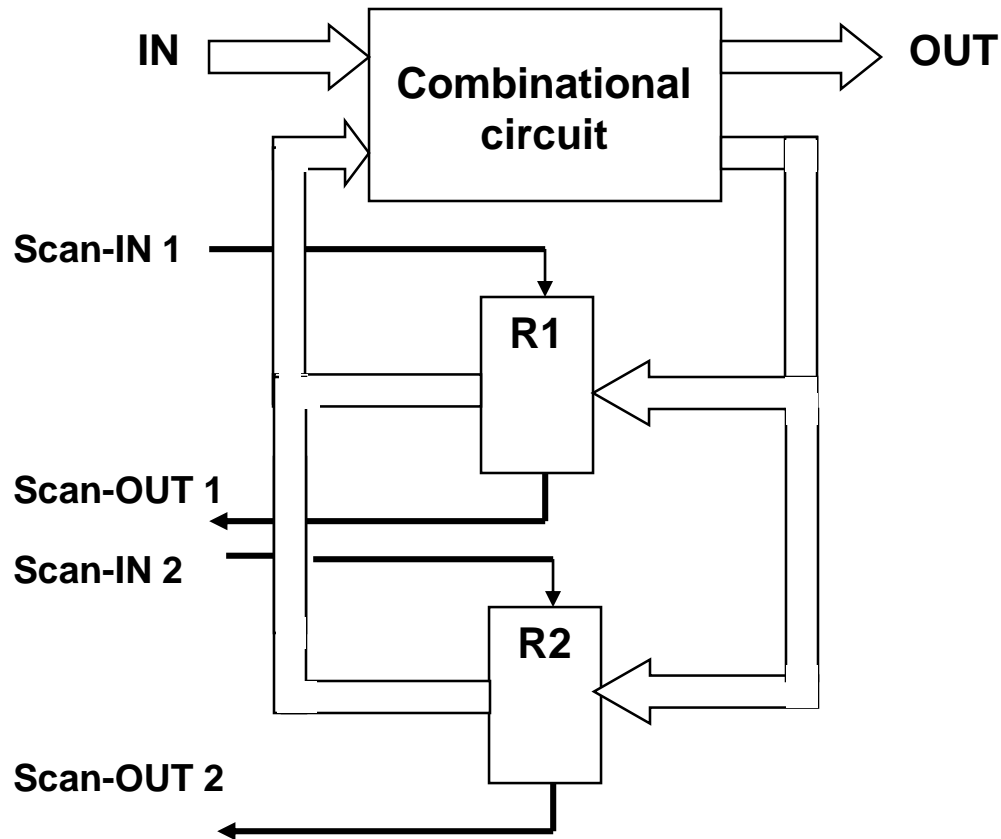 IN
OUT
Combinational
circuit
Scan-IN 1
R1
Scan-OUT 1
Scan-IN 2
R2
Scan-OUT 2